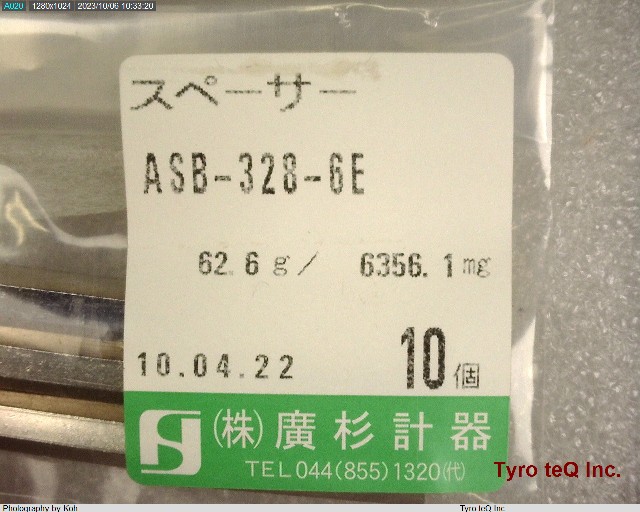 A020 1280x1024 2023/10/06 10:33:20
スペーサー
ASB-328-6E
62.6g/ 6356.1mg
10.04.22 10個
(株)廣杉計器
TEL044(855)1320(代)
Tyro teQ Inc.
Photography by Koh Tyro teQ Inc